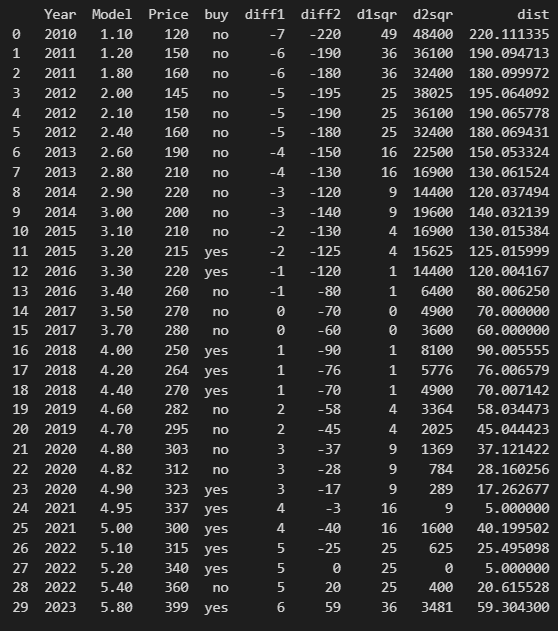 Year Model Price buy diff1 diff2 d1sqr d2sqr dist
0 2010 1.10 120 no -7 -220 49 48400 220.111335
1 2011 1.20 150 no -6 -190 36 36100 190.094713
2 2011 1.80 160 no -6 -180 36 32400 180.099972
3 2012 2.00 145 no -5 -195 25 38025 195.064092
4 2012 2.10 150 no -5 -190 25 36100 190.065778
5 2012 2.40 160 no -5 -180 25 32400 180.069431
6 2013 2.60 190 no -4 -150 16 22500 150.053324
7 2013 2.80 210 no -4 -130 16 16900 130.061524
8 2014 2.90 220 no -3 -120 9 14400 120.037494
9 2014 3.00 200 no -3 -140 9 19600 140.032139
10 2015 3.10 210 no -2 -130 4 16900 130.015384
11 2015 3.20 215 yes -2 -125 4 15625 125.015999
12 2016 3.30 220 yes -1 -120 1 14400 120.004167
13 2016 3.40 260 no -1 -80 1 6400 80.006250
14 2017 3.50 270 no 0 -70 0 4900 70.000000
15 2017 3.70 280 no 0 -60 0 3600 60.000000
16 2018 4.00 250 yes 1 -90 1 8100 90.005555
17 2018 4.20 264 yes 1 -76 1 5776 76.006579
18 2018 4.40 270 yes 1 -70 1 4900 70.007142
19 2019 4.60 282 no 2 -58 4 3364 58.034473
20 2019 4.70 295 no 2 -45 4 2025 45.044423
21 2020 4.80 303 no 3 -37 9 1369 37.121422
22 2020 4.82 312 no 3 -28 9 784 28.160256
23 2020 4.90 323 yes 3 -17 9 289 17.262677
24 2021 4.95 337 yes 4 -3 16 9 5.000000
25 2021 5.00 300 yes 4 -40 16 1600 40.199502
26 2022 5.10 315 yes 5 -25 25 625 25.495098
27 2022 5.20 340 yes 5 0 25 0 5.000000
28 2022 5.40 360 no 5 20 25 400 20.615528
29 2023 5.80 399 yes 6 59 36 3481 59.304300